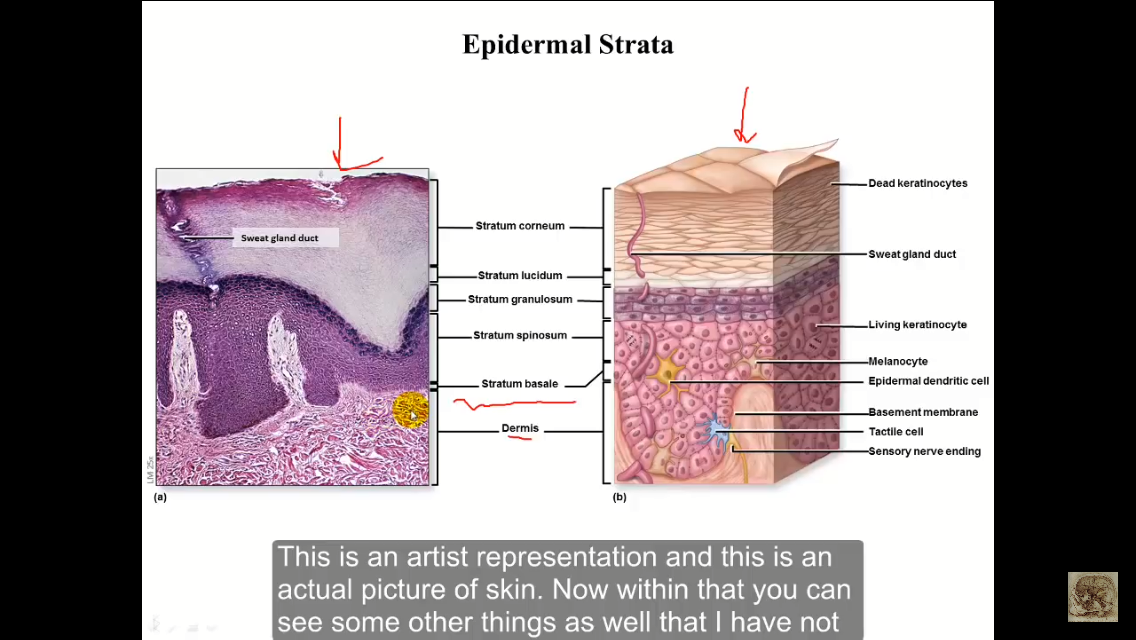 Epidermal Strata
Sweat gland duct
LM 25x
(a)
Stratum corneum
Stratum lucidum
Stratum granulosum
Stratum spinosum
Stratum basale
Dermis
Dead keratinocytes
Sweat gland duct
Living keratinocyte
Melanocyte
Epidermal dendritic cell
Basement membrane
Tactile cell
Sensory nerve ending
(b)
This is an artist representation and this is an
actual picture of skin. Now within that you can
see some other things as well that I have not